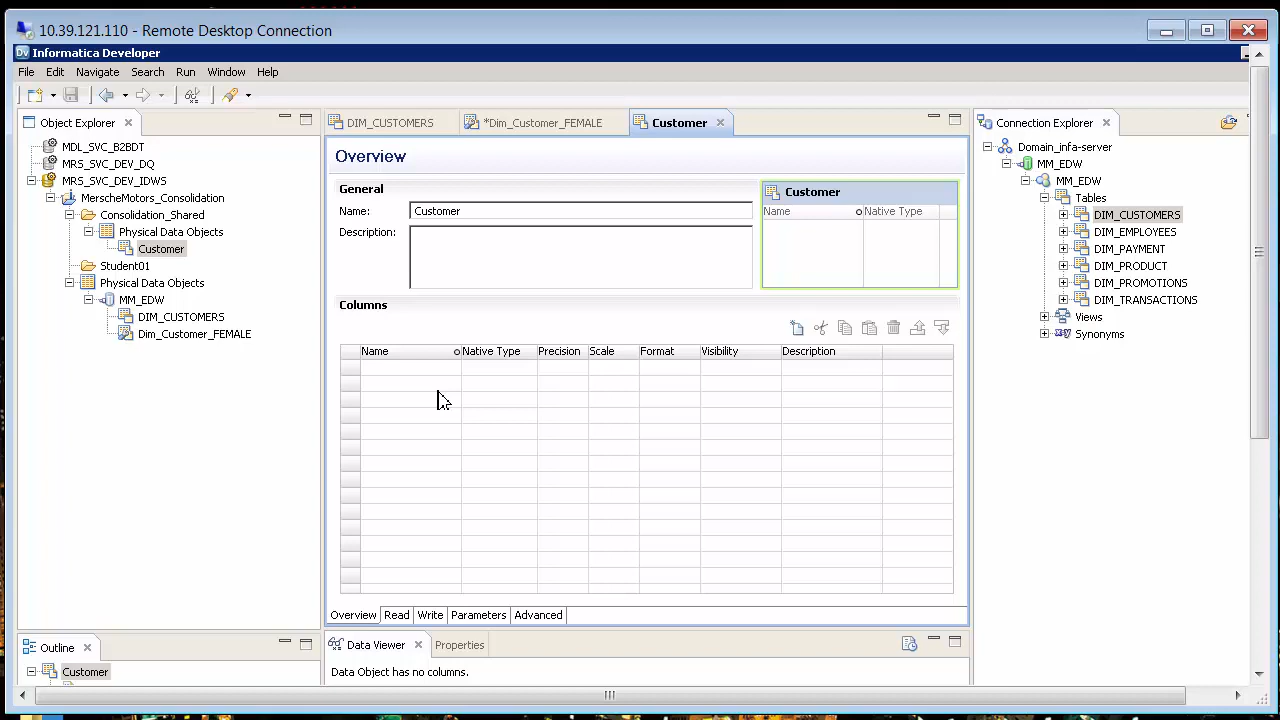 10.39.121.110 - Remote Desktop Connection
Dv Informatica Developer
File Edit Navigate Search Run Window Help
Object Explorer
MDL_SVC_B2BDT
MRS_SVC_DEV_DQ
MRS_SVC_DEV_IDWS
MerscheMotors_Consolidation
Consolidation_Shared
Physical Data Objects
Customer
Student01
Physical Data Objects
MM_EDW
DIM_CUSTOMERS
Dim_Customer_FEMALE
Outline
Customer
DIM_CUSTOMERS *Dim_Customer_FEMALE Customer
Overview
General
Name: Customer
Description:
Customer
Name Native Type
Columns
Name Native Type Precision Scale Format Visibility Description
Overview Read Write Parameters Advanced
Data Viewer Properties
Data Object has no columns.
Connection Explorer
Domain_infa-server
MM_EDW
MM_EDW
Tables
DIM_CUSTOMERS
DIM_EMPLOYEES
DIM_PAYMENT
DIM_PRODUCT
DIM_PROMOTIONS
DIM_TRANSACTIONS
Views
Synonyms